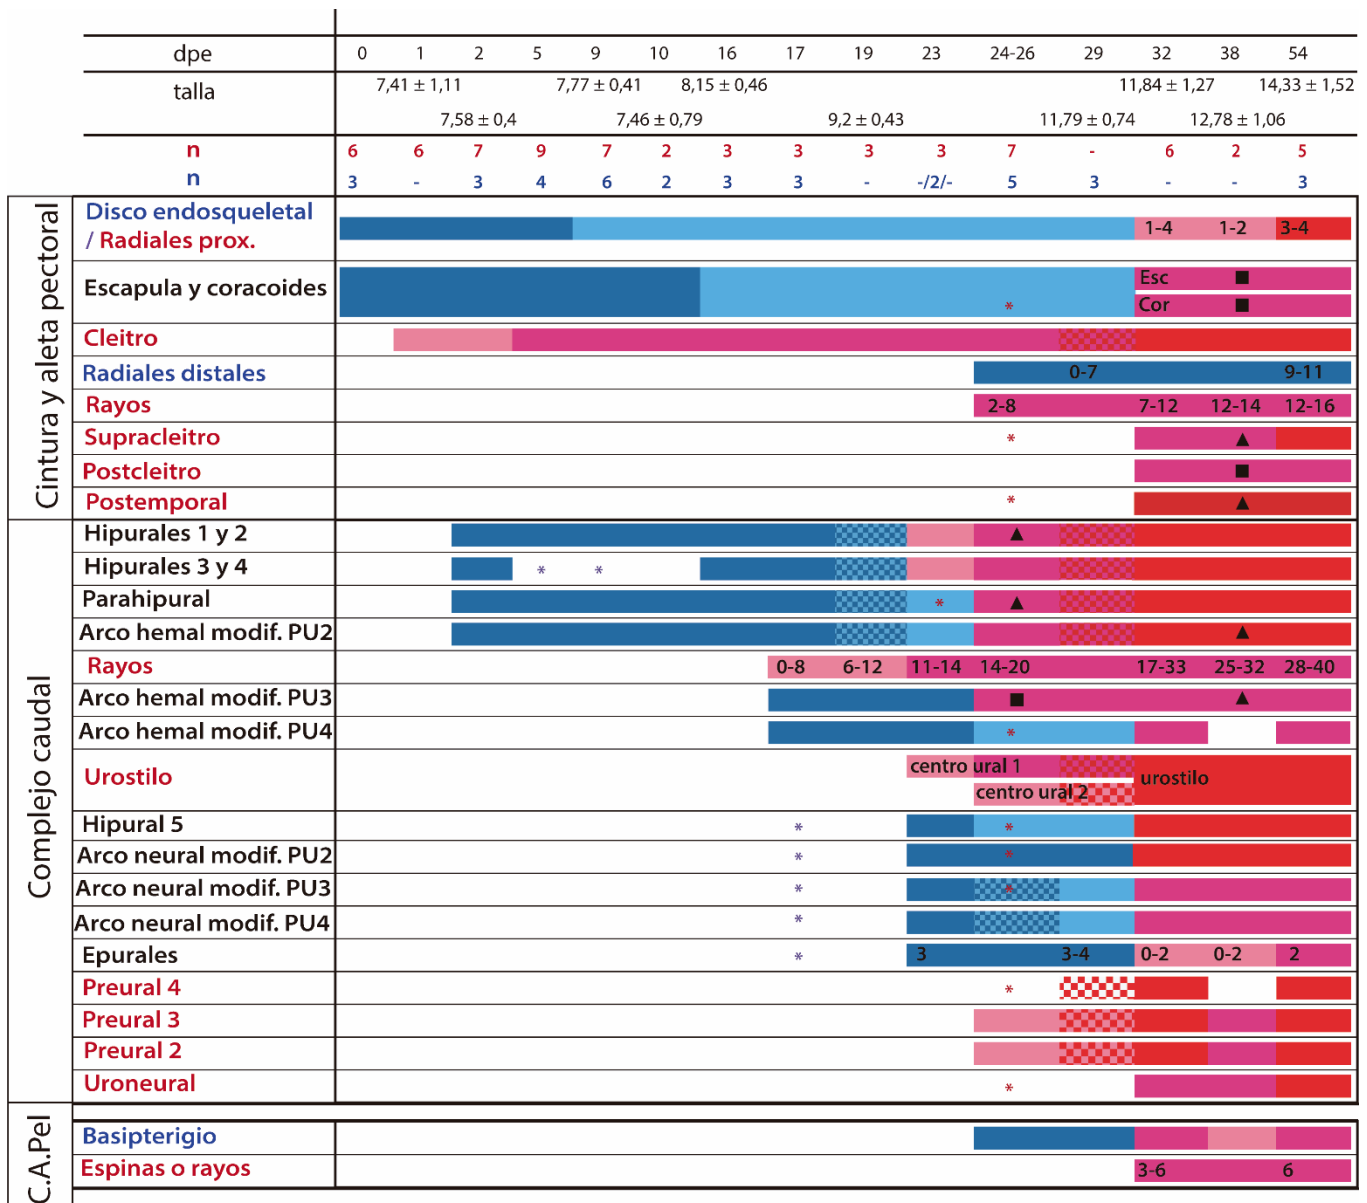 dpe 0 1 2 5 9 10 16 17 19 23 24-26 29 32 38 54
talla 7,41 ± 1,11 7,77 ± 0,41 8,15 ± 0,46 11,84 ± 1,27 14,33 ± 1,52
7,58 ± 0,4 7,46 ± 0,79 9,2 ± 0,43 11,79 ± 0,74 12,78 ± 1,06
n 6 6 7 9 7 2 3 3 3 3 7 - 6 2 5
n 3 - 3 4 6 2 3 3 - -/2/- 5 3 - - 3
Cintura y aleta pectoral
Disco endosqueletal
/ Radiales prox. 1-4 1-2 3-4
Escapula y coracoides Esc ■
* Cor ■
Cleitro
Radiales distales 0-7 9-11
Rayos 2-8 7-12 12-14 12-16
Supracleitro * ▲
Postcleitro ■
Postemporal * ▲
Complejo caudal
Hipurales 1 y 2 ▲
Hipurales 3 y 4 * *
Parahipural * ▲
Arco hemal modif. PU2 ▲
Rayos 0-8 6-12 11-14 14-20 17-33 25-32 28-40
Arco hemal modif. PU3 ■ ▲
Arco hemal modif. PU4 *
Urostilo centro ural 1 urostilo
centro ural 2
Hipural 5 * *
Arco neural modif. PU2 * *
Arco neural modif. PU3 * *
Arco neural modif. PU4 *
Epurales * 3 3-4 0-2 0-2 2
Preural 4 *
Preural 3
Preural 2
Uroneural *
C.A.Pel
Basipterigio
Espinas o rayos 3-6 6